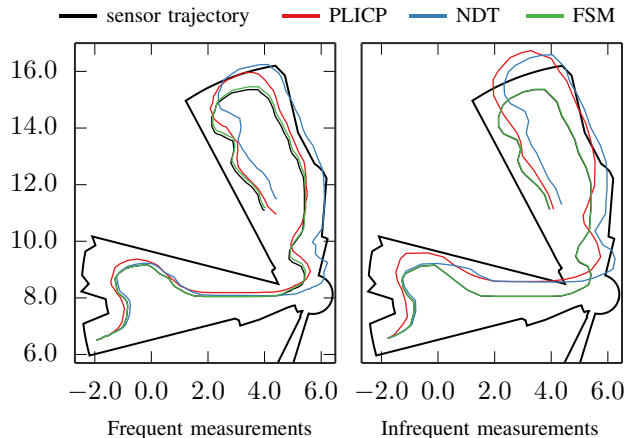 sensor trajectory PLICP NDT FSM
16.0
14.0
12.0
10.0
8.0
6.0
−2.0 0.0 2.0 4.0 6.0 −2.0 0.0 2.0 4.0 6.0
Frequent measurements Infrequent measurements